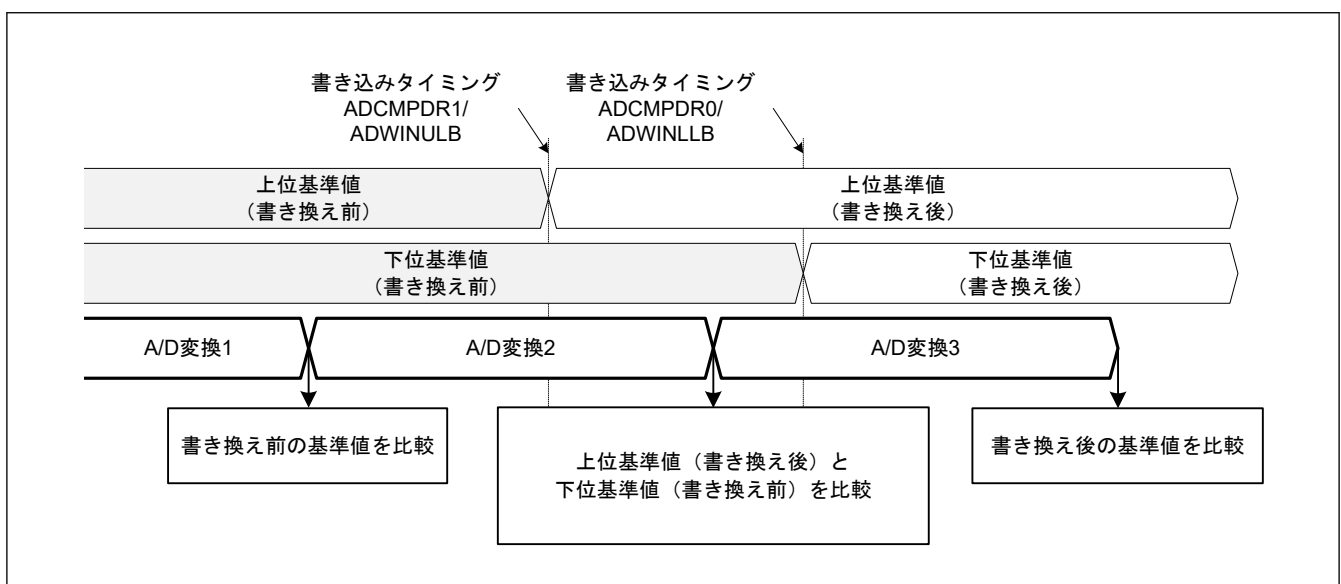 書き込みタイミング
ADCMPDR1/
ADWINULB
書き込みタイミング
ADCMPDR0/
ADWINLLB
上位基準値
（書き換え前）
上位基準値
（書き換え後）
下位基準値
（書き換え前）
下位基準値
（書き換え後）
A/D変換1
A/D変換2
A/D変換3
書き換え前の基準値を比較
上位基準値（書き換え後）と
下位基準値（書き換え前）を比較
書き換え後の基準値を比較